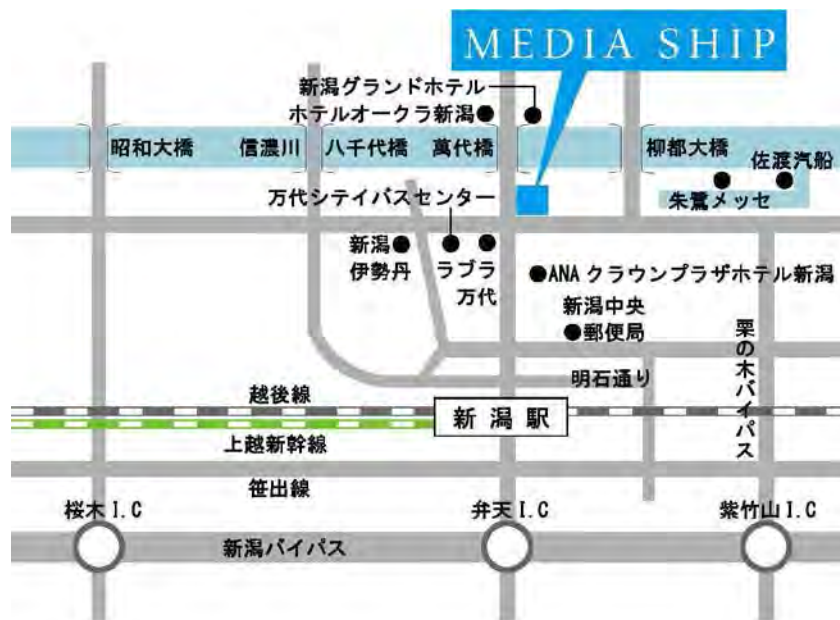 MEDIA SHIP
新潟グランドホテル
ホテルオークラ新潟
昭和大橋
信濃川
八千代橋
萬代橋
柳都大橋
佐渡汽船
朱鷺メッセ
万代シテイバスセンター
新潟
伊勢丹
ラブラ
万代
ANAクラウンプラザホテル新潟
新潟中央
郵便局
栗の木バイパス
明石通り
越後線
新潟駅
上越新幹線
笹出線
桜木I.C
弁天I.C
紫竹山I.C
新潟バイパス